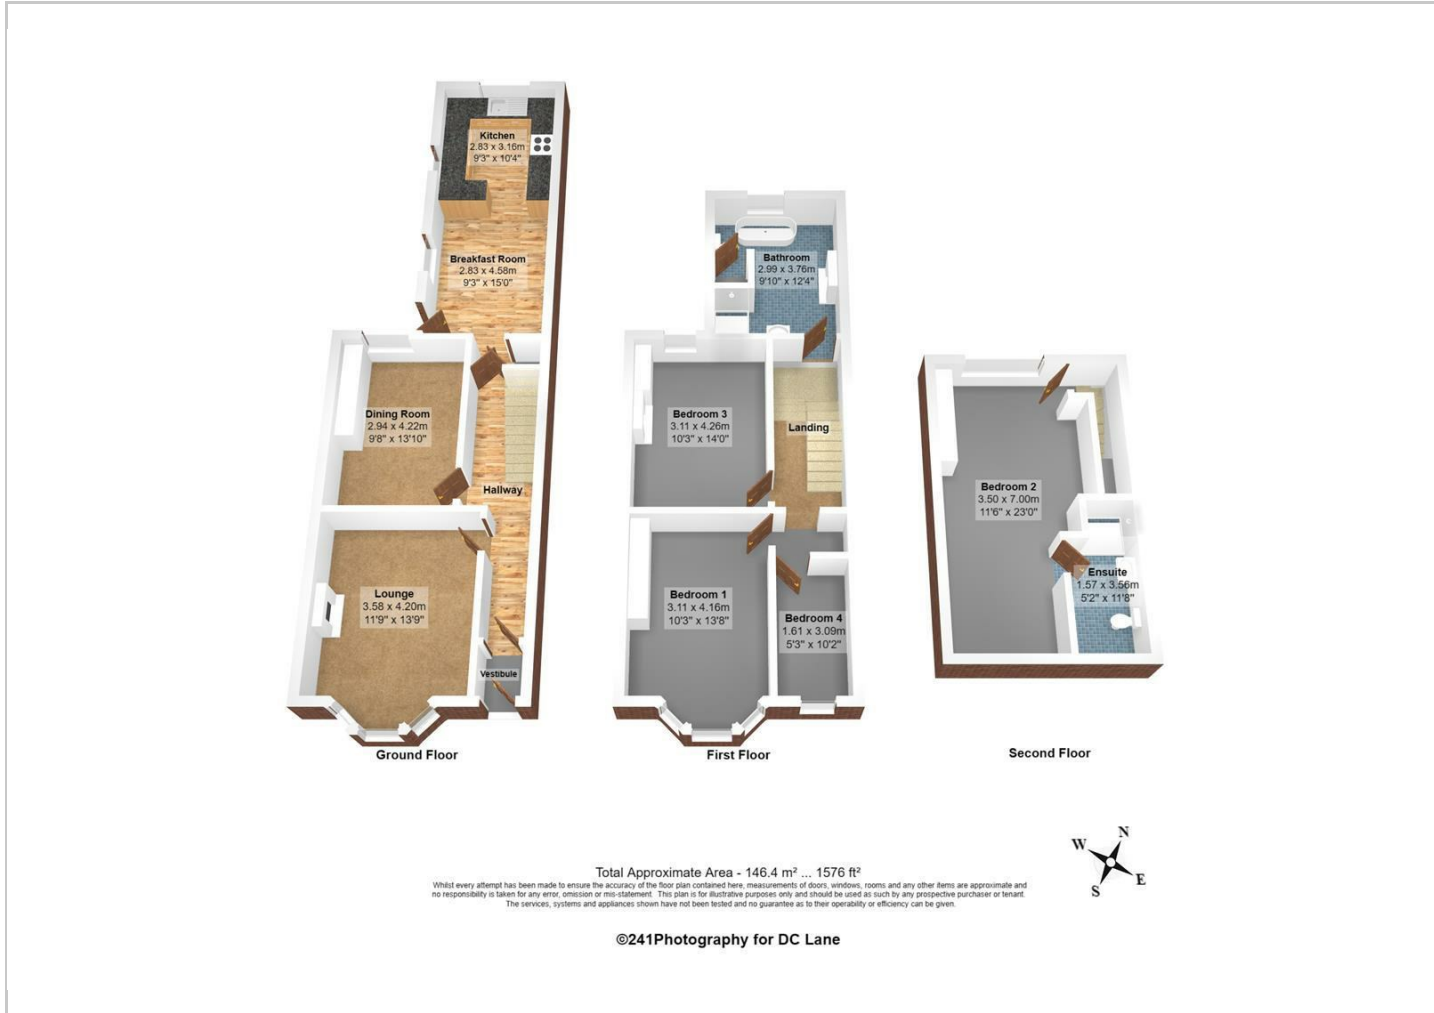 Kitchen
2.83 x 3.16m
9'3" x 10'4"
Breakfast Room
2.83 x 4.58m
9'3" x 15'0"
Dining Room
2.94 x 4.22m
9'8" x 13'10"
Hallway
Lounge
3.58 x 4.20m
11'9" x 13'9"
Vestibule
Ground Floor
Bathroom
2.99 x 3.76m
9'10" x 12'4"
Bedroom 3
3.11 x 4.26m
10'3" x 14'0"
Landing
Bedroom 1
3.11 x 4.16m
10'3" x 13'8"
Bedroom 4
1.61 x 3.09m
5'3" x 10'2"
First Floor
Bedroom 2
3.50 x 7.00m
11'6" x 23'0"
Ensuite
1.57 x 3.56m
5'2" x 11'8"
Second Floor
N
W
E
S
Total Approximate Area - 146.4 m² ... 1576 ft²
Whilst every attempt has been made to ensure the accuracy of the floor plan contained here, measurements of doors, windows, rooms and any other items are approximate and
no responsibility is taken for any error, omission or mis-statement. This plan is for illustrative purposes only and should be used as such by any prospective purchaser or tenant.
The services, systems and appliances shown have not been tested and no guarantee as to their operability or efficiency can be given.
©241Photography for DC Lane